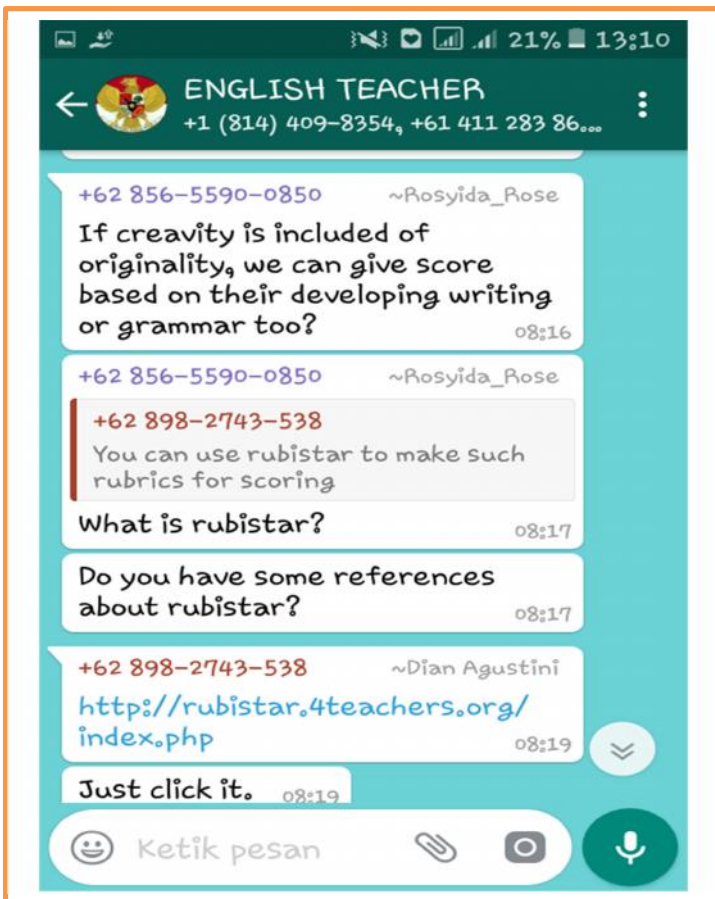 21% 13:10
ENGLISH TEACHER
+1 (814) 409-8354, +61 411 283 86...
+62 856-5590-0850 ~Rosyida_Rose
If creavity is included of
originality, we can give score
based on their developing writing
or grammar too? 08:16
+62 856-5590-0850 ~Rosyida_Rose
+62 898-2743-538
You can use rubistar to make such
rubrics for scoring
What is rubistar? 08:17
Do you have some references
about rubistar? 08:17
+62 898-2743-538 ~Dian Agustini
http://rubistar.4teachers.org/
index.php 08:19
Just click it. 08:19
Ketik pesan